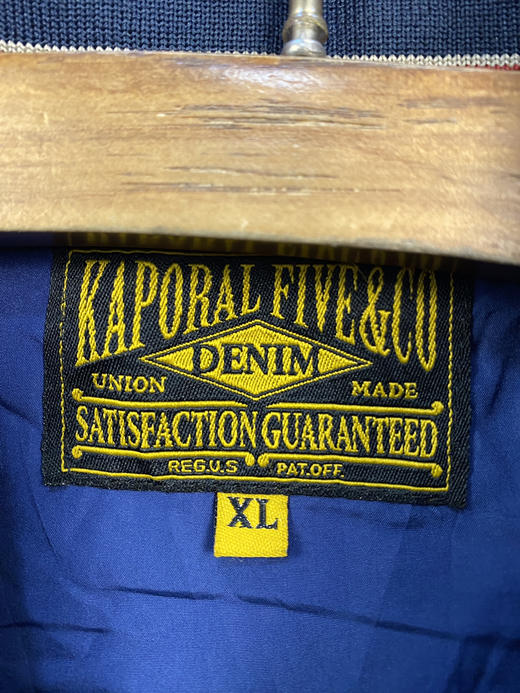 KAPORAL FIVE&CO
DENIM
UNION MADE
SATISFACTION GUARANTEED
REG.U.S PAT.OFF.
XL